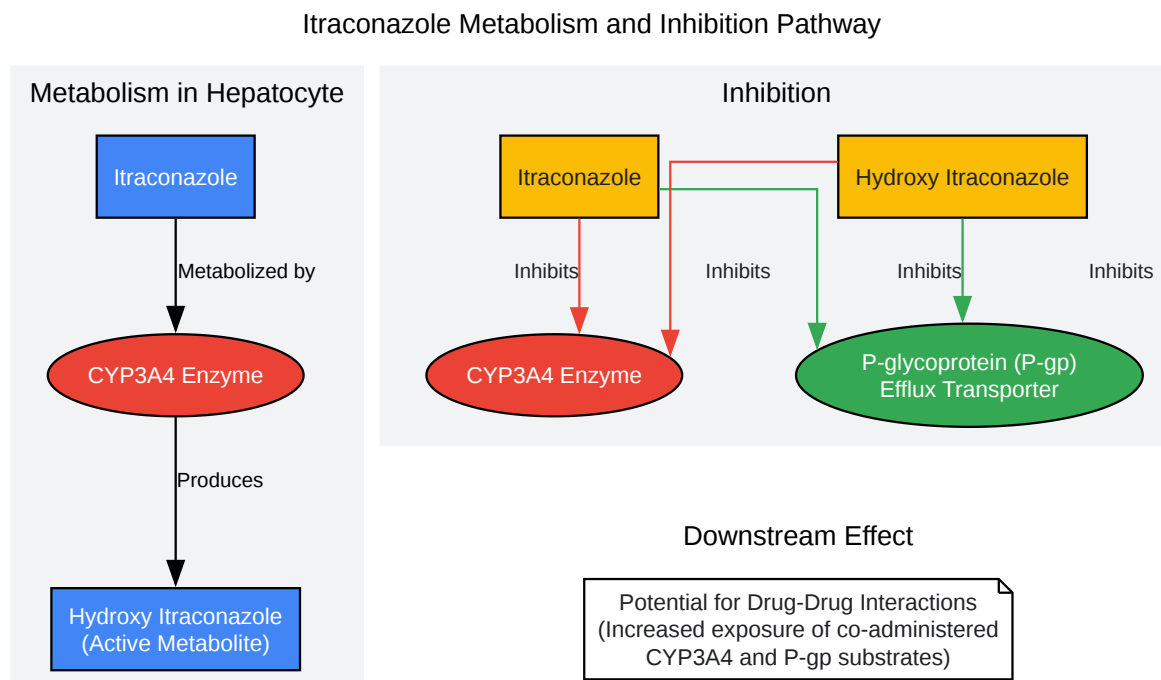 Itraconazole Metabolism and Inhibition Pathway
Metabolism in Hepatocyte
Itraconazole
Metabolized by
CYP3A4 Enzyme
Produces
Hydroxy Itraconazole
(Active Metabolite)
Inhibition
Itraconazole
Hydroxy Itraconazole
Inhibits
Inhibits
Inhibits
Inhibits
CYP3A4 Enzyme
P-glycoprotein (P-gp)
Efflux Transporter
Downstream Effect
Potential for Drug-Drug Interactions
(Increased exposure of co-administered
CYP3A4 and P-gp substrates)